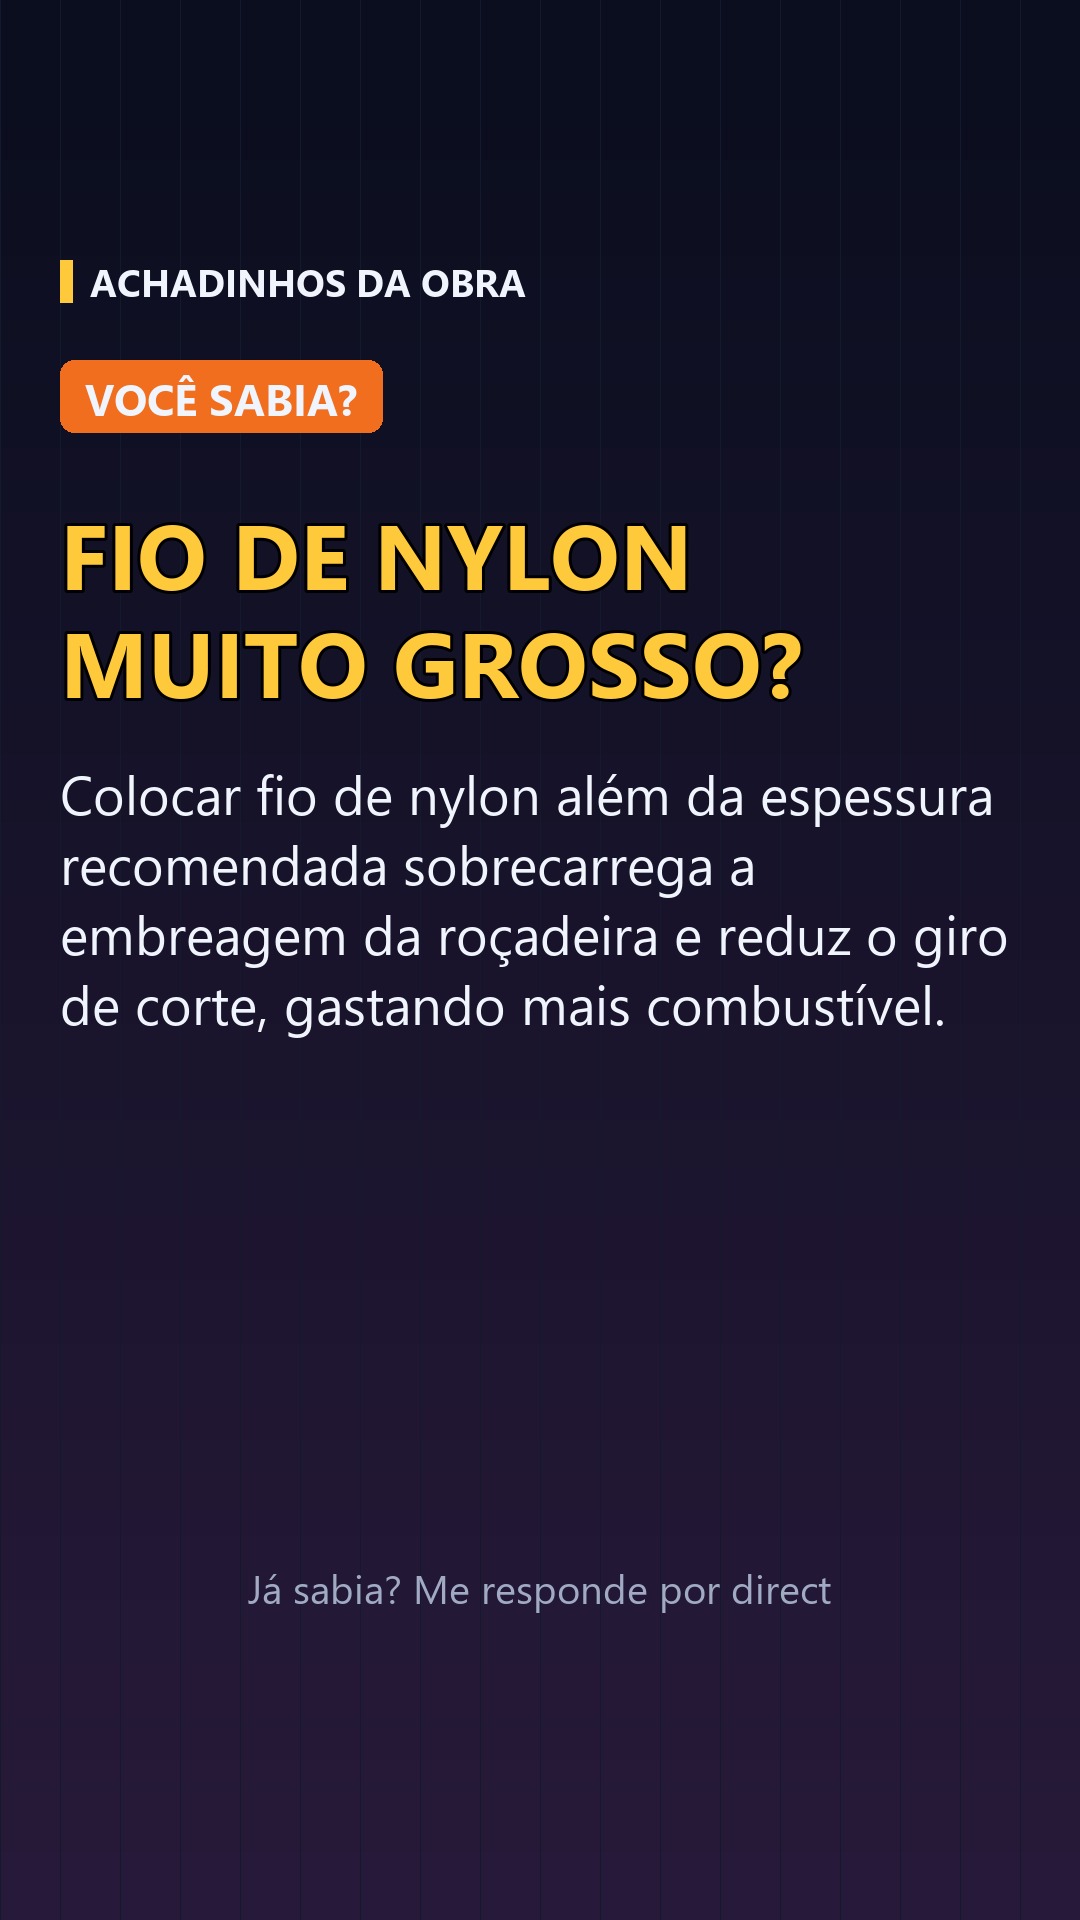 ACHADINHOS DA OBRA
VOCÊ SABIA?
FIO DE NYLON
MUITO GROSSO?
Colocar fio de nylon além da espessura
recomendada sobrecarrega a
embreagem da roçadeira e reduz o giro
de corte, gastando mais combustível.
Já sabia? Me responde por direct